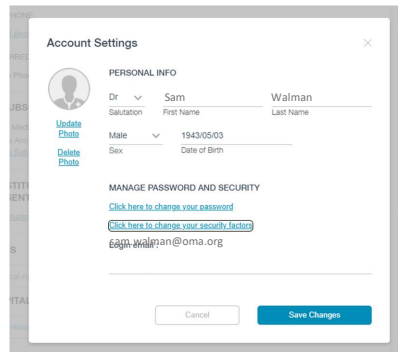 Account Settings
PERSONAL INFO
Dr Sam Walman
Salutation First Name Last Name
Update
Photo
Male 1943/05/03
Delete
Photo
Sex Date of Birth
MANAGE PASSWORD AND SECURITY
Click here to change your password
Click here to change your security factors
sam.walman@oma.org
Login email :
Cancel Save Changes